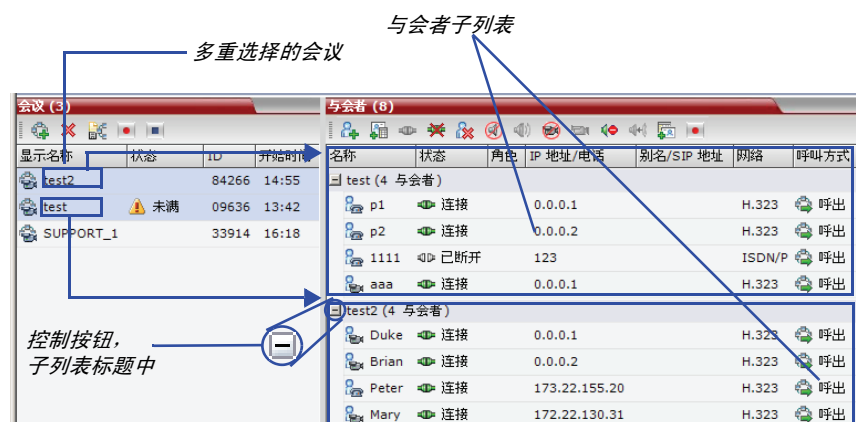 与会者子列表
多重选择的会议
会议 (3)
显示名称 状态 ID 开始时间
test2 84266 14:55
test 未满 09636 13:42
SUPPORT_1 33914 16:18
控制按钮，
子列表标题中
与会者 (8)
名称 状态 角色 IP 地址/电话 别名/SIP 地址 网络 呼叫方式
test (4 与会者)
p1 连接 0.0.0.1 H.323 呼出
p2 连接 0.0.0.2 H.323 呼出
1111 已断开 123 ISDN/P 呼出
aaa 连接 0.0.0.1 H.323 呼出
test2 (4 与会者)
Duke 连接 0.0.0.1 H.323 呼出
Brian 连接 0.0.0.2 H.323 呼出
Peter 连接 173.22.155.20 H.323 呼出
Mary 连接 172.22.130.31 H.323 呼出